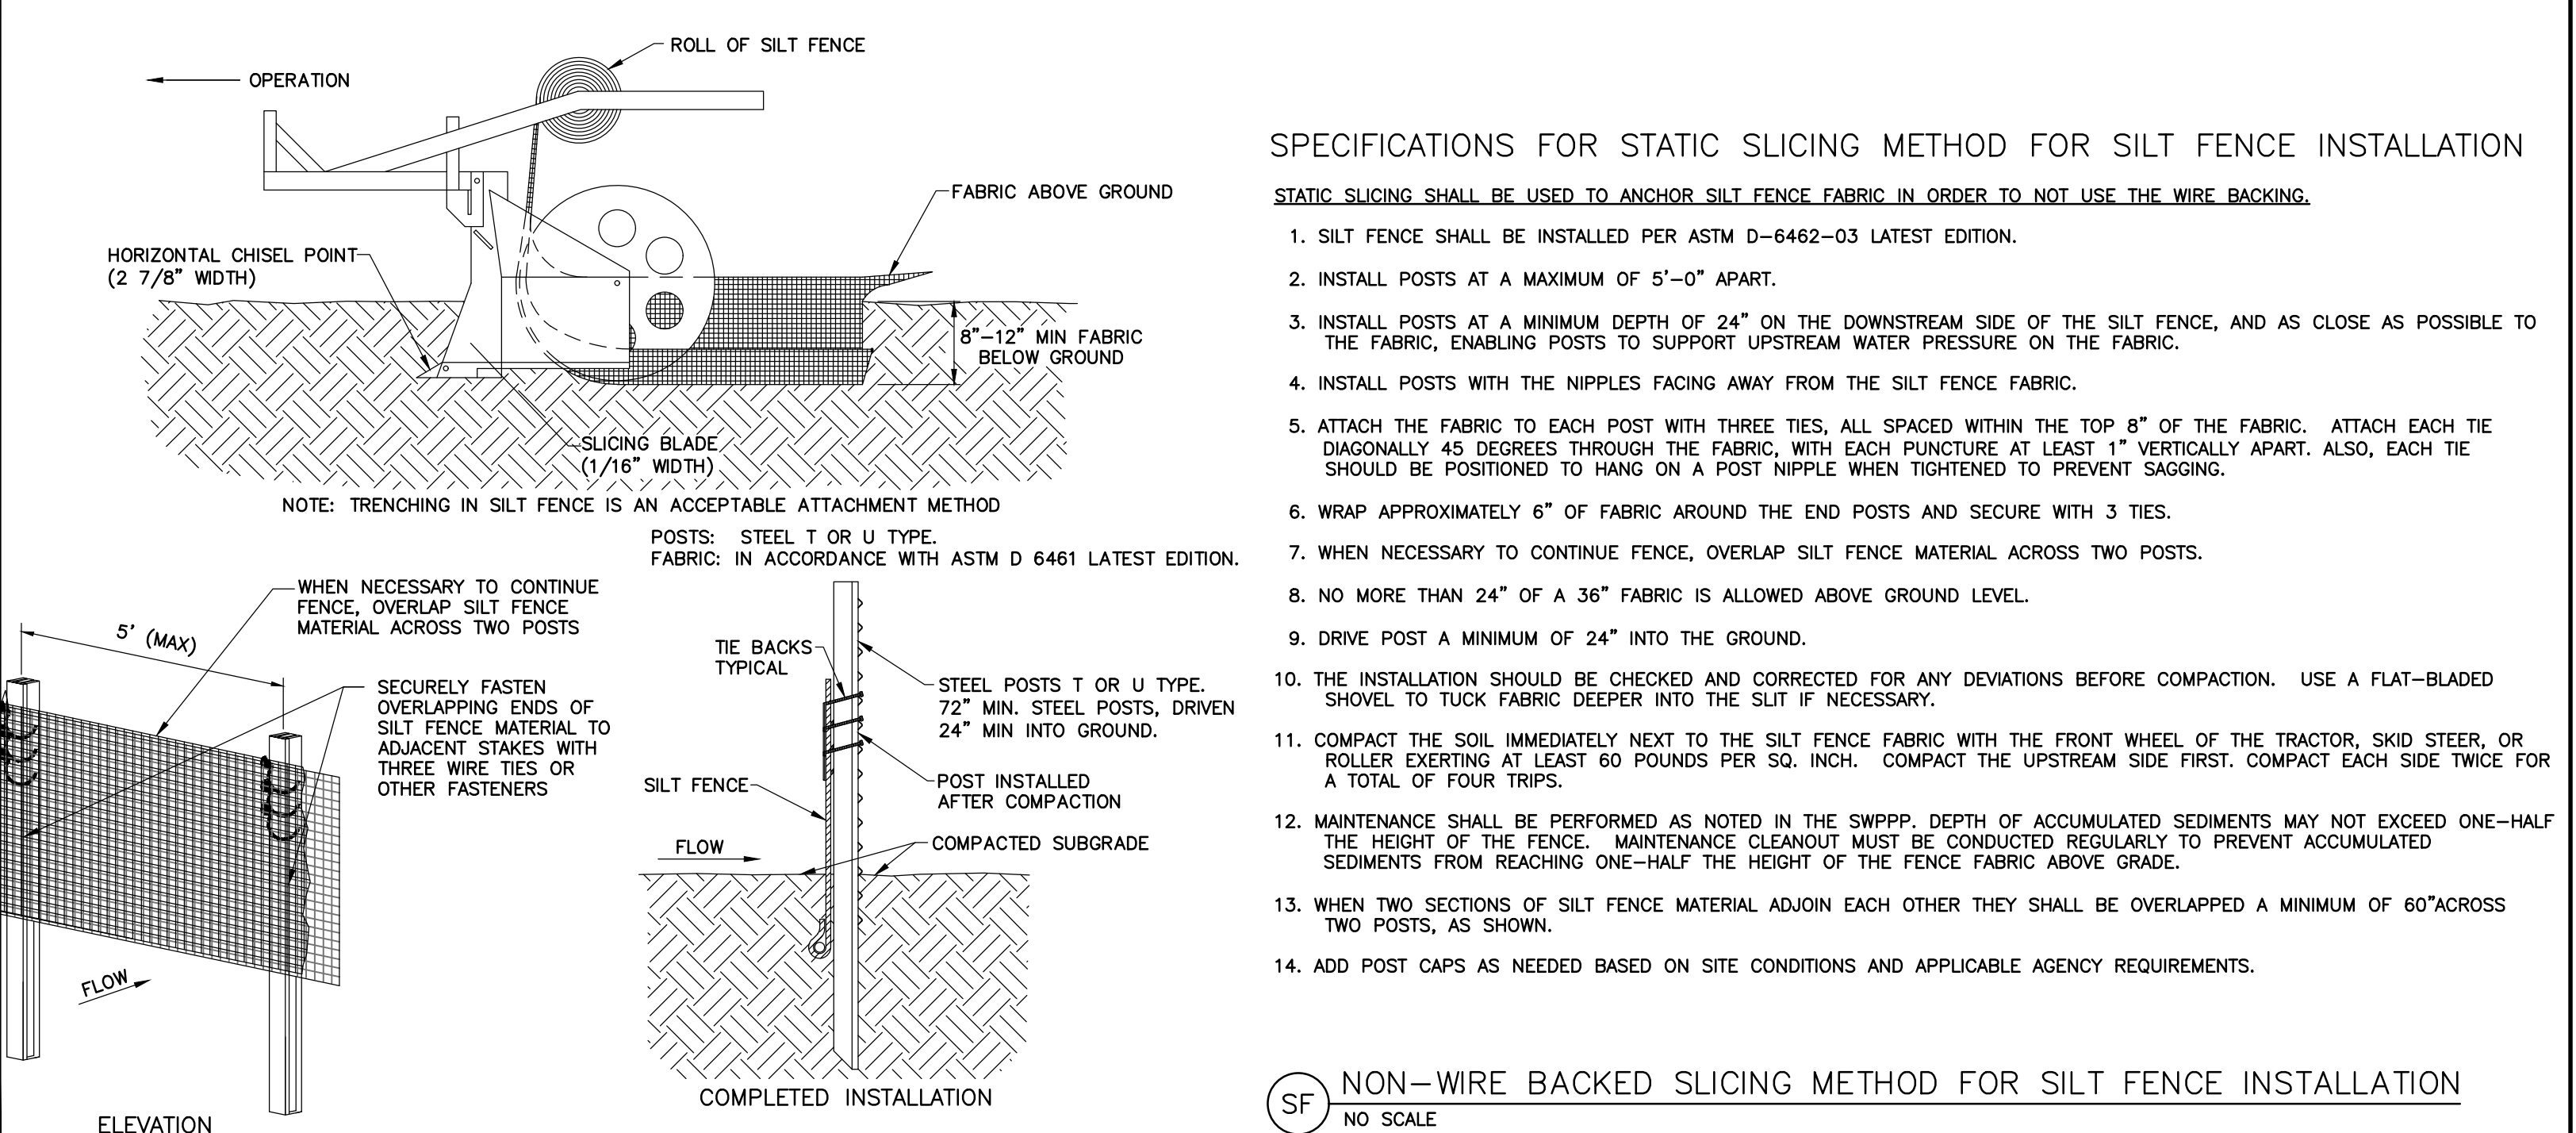 ROLL OF SILT FENCE
OPERATION
FABRIC ABOVE GROUND
HORIZONTAL CHISEL POINT
(2 7/8" WIDTH)
8"-12" MIN FABRIC
BELOW GROUND
SLICING BLADE
(1/16" WIDTH)
NOTE: TRENCHING IN SILT FENCE IS AN ACCEPTABLE ATTACHMENT METHOD
POSTS: STEEL T OR U TYPE.
FABRIC: IN ACCORDANCE WITH ASTM D 6461 LATEST EDITION.
WHEN NECESSARY TO CONTINUE
FENCE, OVERLAP SILT FENCE
MATERIAL ACROSS TWO POSTS
5' (MAX)
SECURELY FASTEN
OVERLAPPING ENDS OF
SILT FENCE MATERIAL TO
ADJACENT STAKES WITH
THREE WIRE TIES OR
OTHER FASTENERS
FLOW
ELEVATION
TIE BACKS
TYPICAL
STEEL POSTS T OR U TYPE.
72" MIN. STEEL POSTS, DRIVEN
24" MIN INTO GROUND.
SILT FENCE
POST INSTALLED
AFTER COMPACTION
FLOW
COMPACTED SUBGRADE
COMPLETED INSTALLATION
SPECIFICATIONS FOR STATIC SLICING METHOD FOR SILT FENCE INSTALLATION
STATIC SLICING SHALL BE USED TO ANCHOR SILT FENCE FABRIC IN ORDER TO NOT USE THE WIRE BACKING.
1. SILT FENCE SHALL BE INSTALLED PER ASTM D-6462-03 LATEST EDITION.
2. INSTALL POSTS AT A MAXIMUM OF 5'-0" APART.
3. INSTALL POSTS AT A MINIMUM DEPTH OF 24" ON THE DOWNSTREAM SIDE OF THE SILT FENCE, AND AS CLOSE AS POSSIBLE TO
THE FABRIC, ENABLING POSTS TO SUPPORT UPSTREAM WATER PRESSURE ON THE FABRIC.
4. INSTALL POSTS WITH THE NIPPLES FACING AWAY FROM THE SILT FENCE FABRIC.
5. ATTACH THE FABRIC TO EACH POST WITH THREE TIES, ALL SPACED WITHIN THE TOP 8" OF THE FABRIC. ATTACH EACH TIE
DIAGONALLY 45 DEGREES THROUGH THE FABRIC, WITH EACH PUNCTURE AT LEAST 1" VERTICALLY APART. ALSO, EACH TIE
SHOULD BE POSITIONED TO HANG ON A POST NIPPLE WHEN TIGHTENED TO PREVENT SAGGING.
6. WRAP APPROXIMATELY 6" OF FABRIC AROUND THE END POSTS AND SECURE WITH 3 TIES.
7. WHEN NECESSARY TO CONTINUE FENCE, OVERLAP SILT FENCE MATERIAL ACROSS TWO POSTS.
8. NO MORE THAN 24" OF A 36" FABRIC IS ALLOWED ABOVE GROUND LEVEL.
9. DRIVE POST A MINIMUM OF 24" INTO THE GROUND.
10. THE INSTALLATION SHOULD BE CHECKED AND CORRECTED FOR ANY DEVIATIONS BEFORE COMPACTION. USE A FLAT-BLADED
SHOVEL TO TUCK FABRIC DEEPER INTO THE SLIT IF NECESSARY.
11. COMPACT THE SOIL IMMEDIATELY NEXT TO THE SILT FENCE FABRIC WITH THE FRONT WHEEL OF THE TRACTOR, SKID STEER, OR
ROLLER EXERTING AT LEAST 60 POUNDS PER SQ. INCH. COMPACT THE UPSTREAM SIDE FIRST. COMPACT EACH SIDE TWICE FOR
A TOTAL OF FOUR TRIPS.
12. MAINTENANCE SHALL BE PERFORMED AS NOTED IN THE SWPPP. DEPTH OF ACCUMULATED SEDIMENTS MAY NOT EXCEED ONE-HALF
THE HEIGHT OF THE FENCE. MAINTENANCE CLEANOUT MUST BE CONDUCTED REGULARLY TO PREVENT ACCUMULATED
SEDIMENTS FROM REACHING ONE-HALF THE HEIGHT OF THE FENCE FABRIC ABOVE GRADE.
13. WHEN TWO SECTIONS OF SILT FENCE MATERIAL ADJOIN EACH OTHER THEY SHALL BE OVERLAPPED A MINIMUM OF 60"ACROSS
TWO POSTS, AS SHOWN.
14. ADD POST CAPS AS NEEDED BASED ON SITE CONDITIONS AND APPLICABLE AGENCY REQUIREMENTS.
SF
NON-WIRE BACKED SLICING METHOD FOR SILT FENCE INSTALLATION
NO SCALE